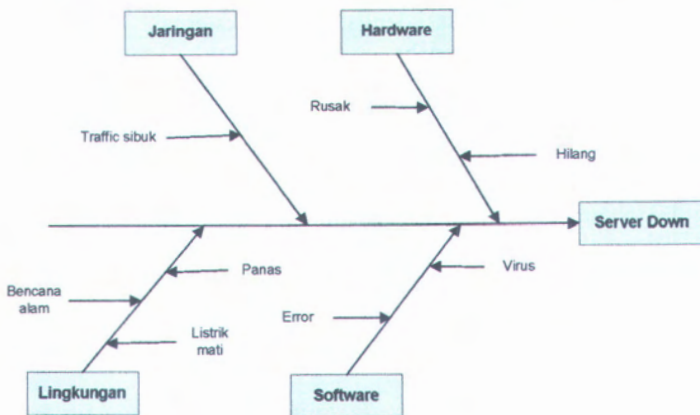 Jaringan
Hardware
Rusak
Traffic sibuk
Hilang
Server Down
Panas
Virus
Bencana
alam
Error
Listrik
mati
Lingkungan
Software